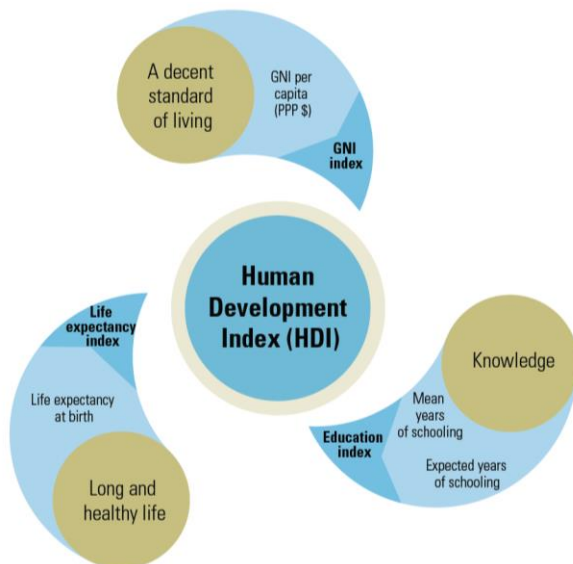 A decent
standard
of living
GNI per
capita
(PPP $)
GNI
index
Human
Development
Index (HDI)
Life
expectancy
index
Life expectancy
at birth
Long and
healthy life
Knowledge
Mean
years
of schooling
Education
index
Expected years
of schooling